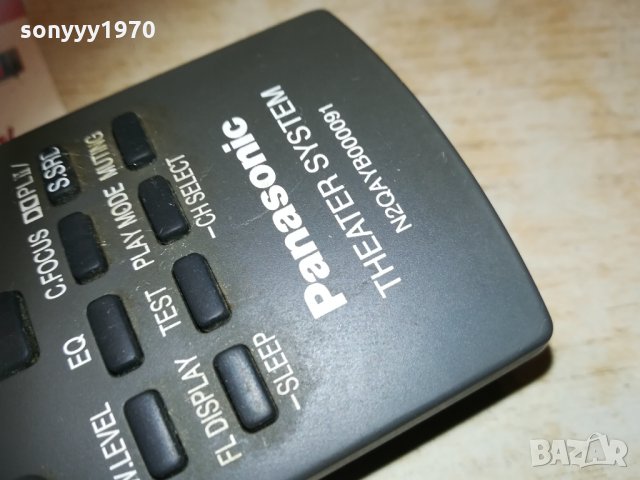 sonyyy1970
Panasonic
THEATER SYSTEM
N2QAYB000091
MUTING
S.SRC
PLAY MODE
–CH SELECT
C.FOCUS
TEST
EQ
FL DISPLAY
–SLEEP
.LEVEL
BAZAR